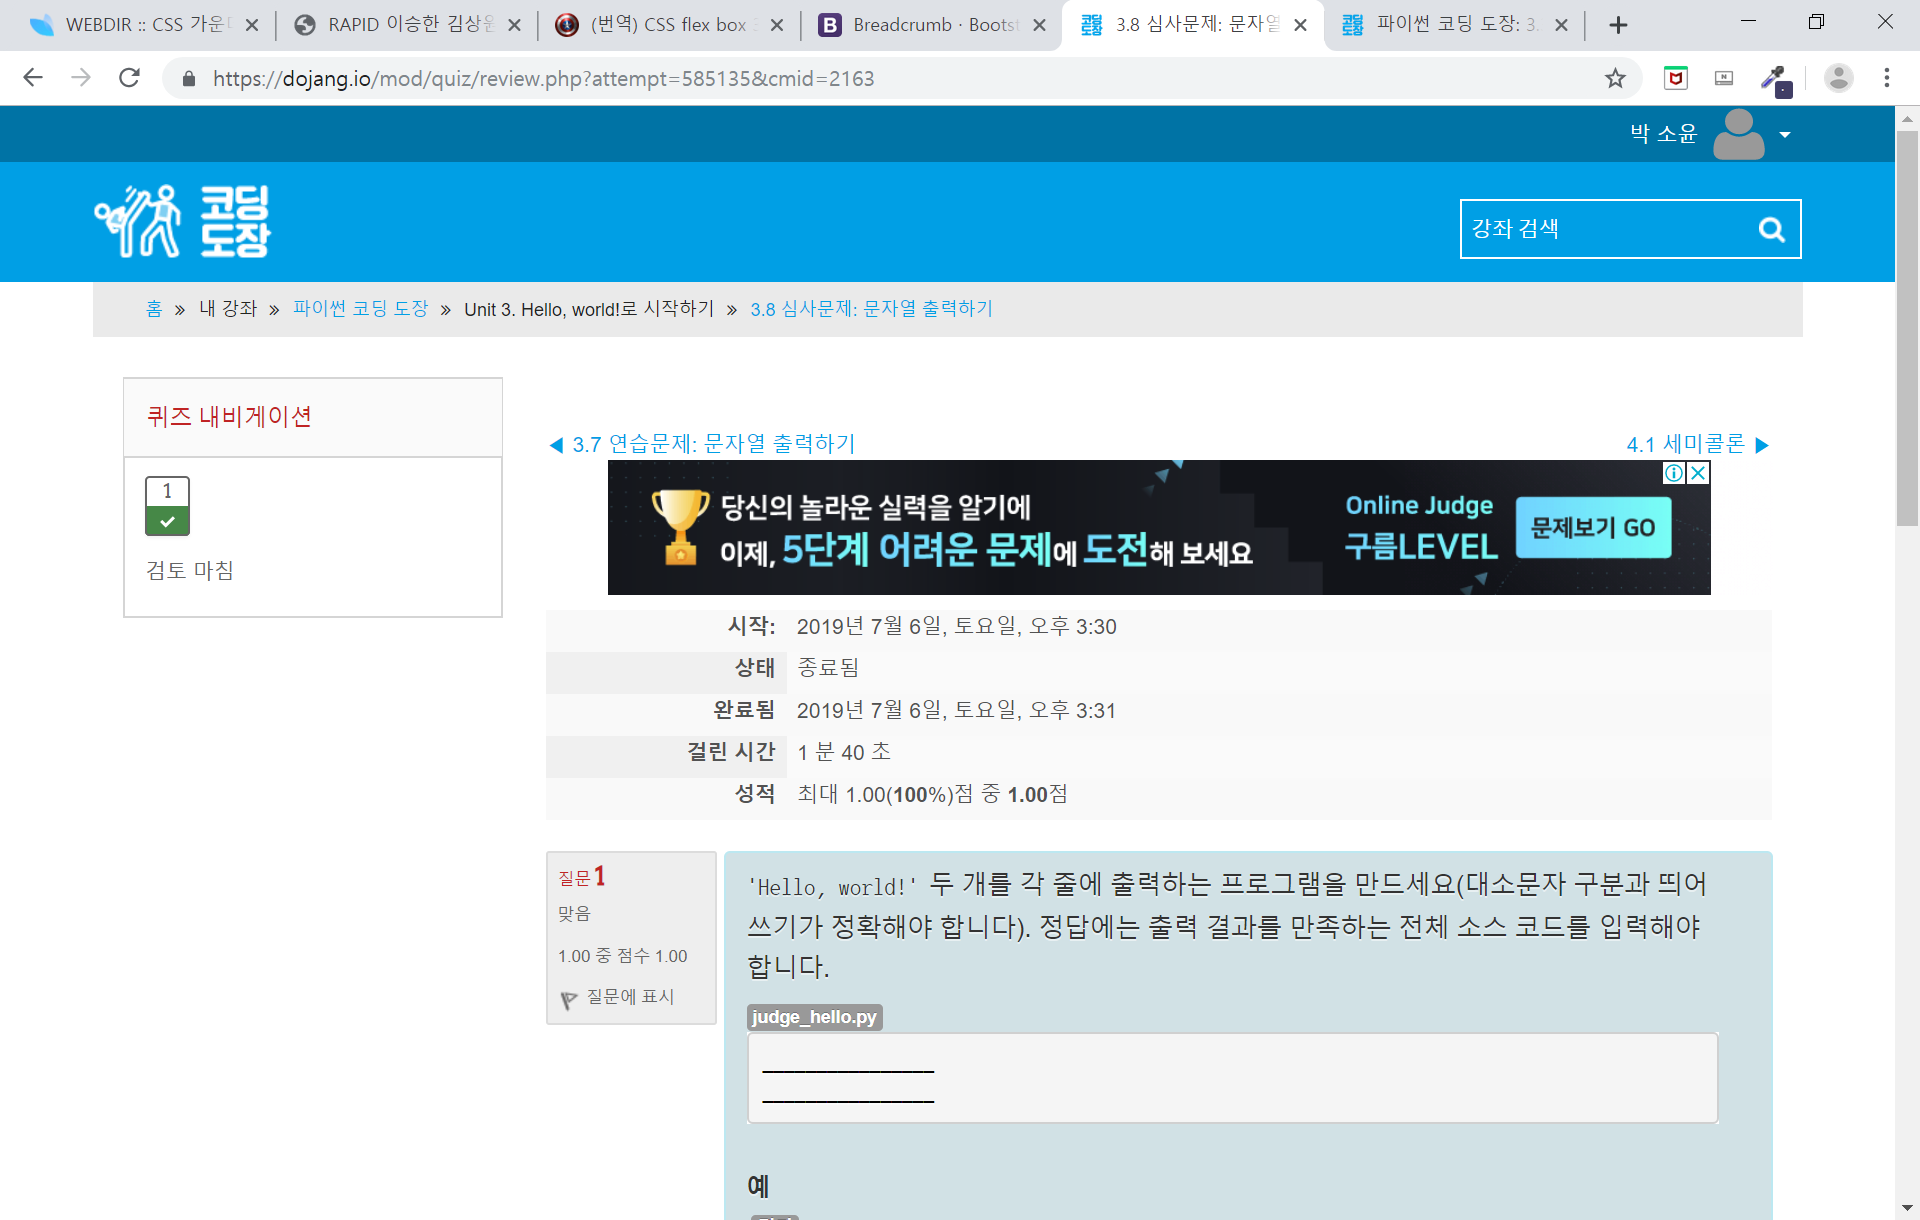 WEBDIR :: CSS 가운
RAPID 이승한 김상원
(번역) CSS flex box
Breadcrumb · Boots
3.8 심사문제: 문자열
파이썬 코딩 도장: 3.
https://dojang.io/mod/quiz/review.php?attempt=585135&cmid=2163
박 소윤
코딩
도장
강좌 검색
홈 » 내 강좌 » 파이썬 코딩 도장 » Unit 3. Hello, world!로 시작하기 » 3.8 심사문제: 문자열 출력하기
퀴즈 내비게이션
1
검토 마침
◀ 3.7 연습문제: 문자열 출력하기
4.1 세미콜론 ▶
당신의 놀라운 실력을 알기에
이제, 5단계 어려운 문제에 도전해 보세요
Online Judge
구름LEVEL
문제보기 GO
시작: 2019년 7월 6일, 토요일, 오후 3:30
상태 종료됨
완료됨 2019년 7월 6일, 토요일, 오후 3:31
걸린 시간 1 분 40 초
성적 최대 1.00(100%)점 중 1.00점
질문 1
맞음
1.00 중 점수 1.00
질문에 표시
'Hello, world!' 두 개를 각 줄에 출력하는 프로그램을 만드세요(대소문자 구분과 띄어
쓰기가 정확해야 합니다). 정답에는 출력 결과를 만족하는 전체 소스 코드를 입력해야
합니다.
judge_hello.py
________________
________________
예